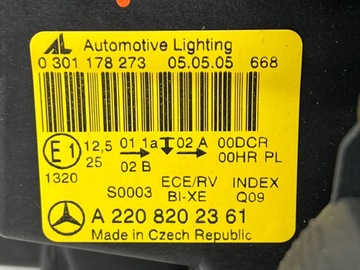 AL Automotive Lighting
0 301 178 273 05.05.05 668
E1 12,5 01 1a 02 A 00DCR
25 02 B 00HR PL
1320
S0003 ECE/RV INDEX
BI-XE Q09
A 220 820 23 61
Made in Czech Republic